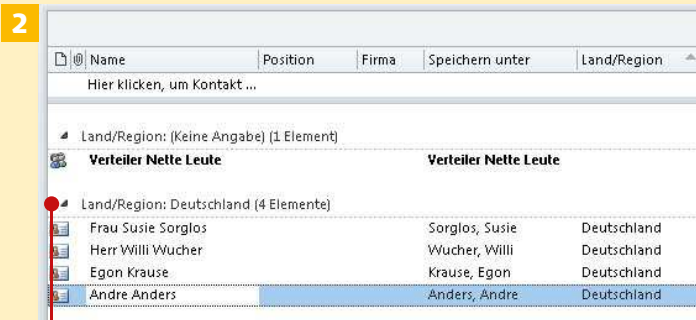 2
Name Position Firma Speichern unter Land/Region
Hier klicken, um Kontakt ...
Land/Region: (Keine Angabe) (1 Element)
Verteiler Nette Leute Verteiler Nette Leute
Land/Region: Deutschland (4 Elemente)
Frau Susie Sorglos Sorglos, Susie Deutschland
Herr Willi Wucher Wucher, Willi Deutschland
Egon Krause Krause, Egon Deutschland
Andre Anders Anders, Andre Deutschland